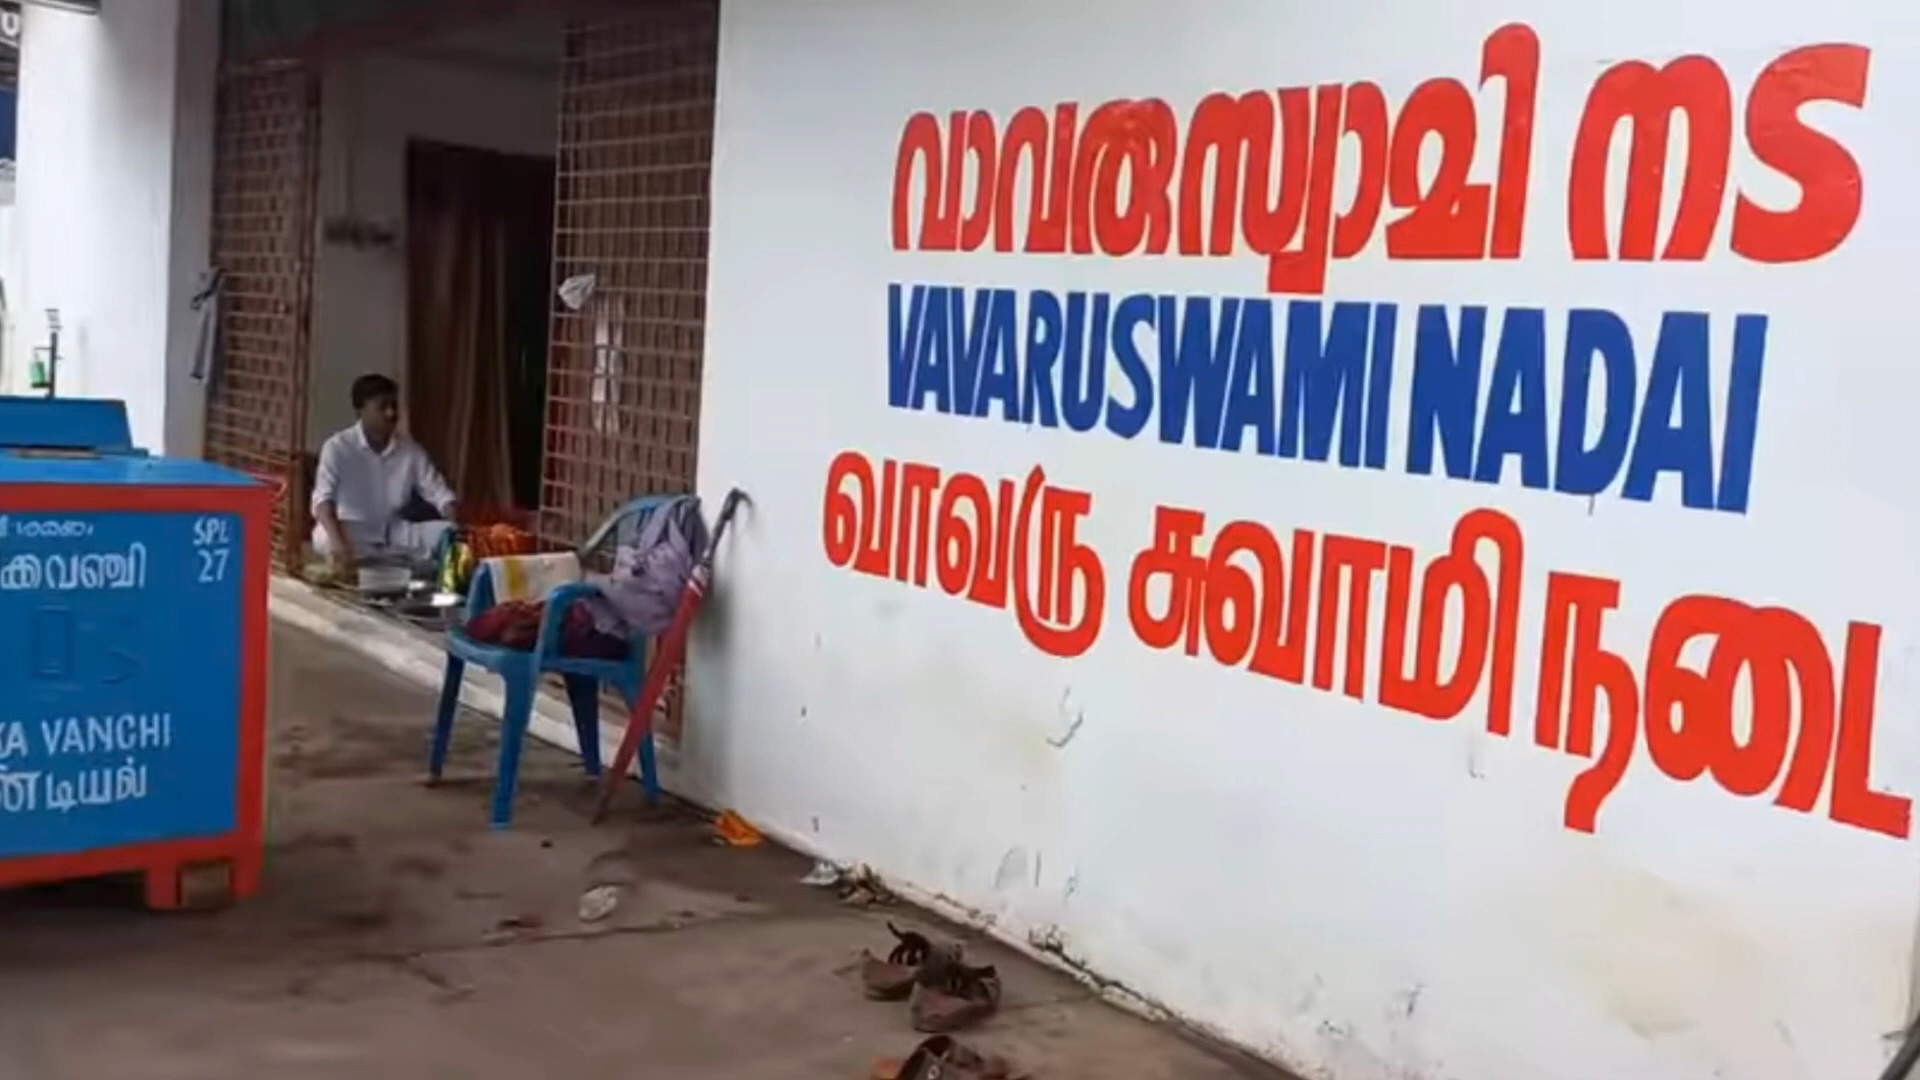 വാവരുസ്വാമി നട
VAVARUSWAMI NADAI
வாவரு சுவாமி நடை
SPL
27
ക്കവഞ്ചി
KA VANCHI
ண்டியல்